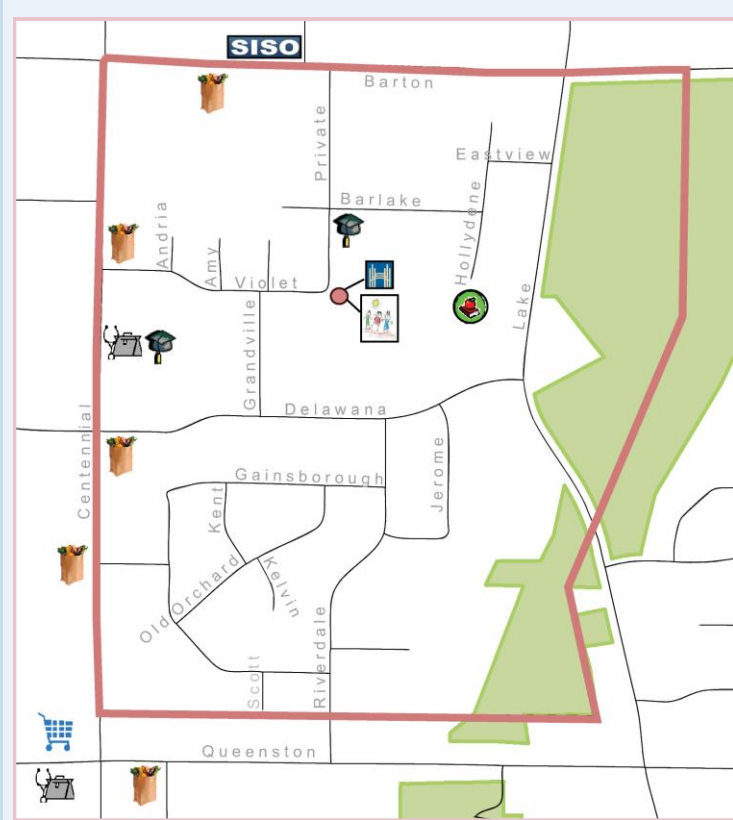 SISO
Barton
Private
Eastview
Barlake
Andria
Amy
Hollydene
Violet
Lake
Grandville
Delawana
Centennial
Gainsborough
Jerome
Kent
Kelvin
Old Orchard
Scott
Riverdale
Queenston